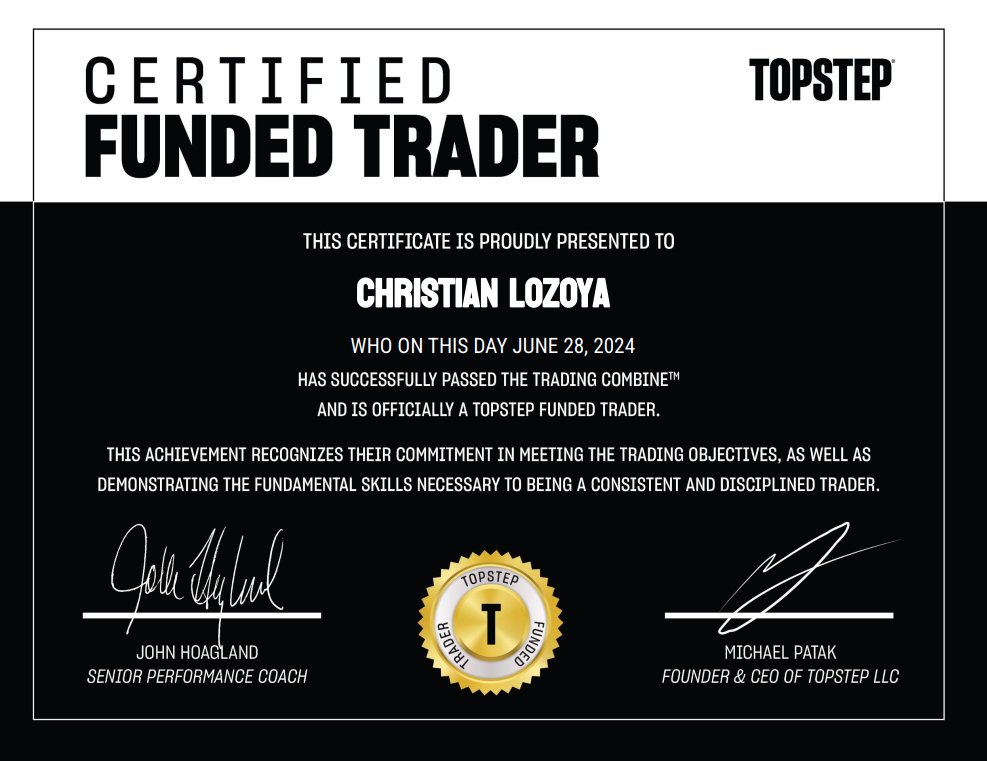 CERTIFIED
TOPSTEP®
FUNDED TRADER
THIS CERTIFICATE IS PROUDLY PRESENTED TO
CHRISTIAN LOZOYA
WHO ON THIS DAY JUNE 28, 2024
HAS SUCCESSFULLY PASSED THE TRADING COMBINE™
AND IS OFFICIALLY A TOPSTEP FUNDED TRADER.
THIS ACHIEVEMENT RECOGNIZES THEIR COMMITMENT IN MEETING THE TRADING OBJECTIVES, AS WELL AS
DEMONSTRATING THE FUNDAMENTAL SKILLS NECESSARY TO BEING A CONSISTENT AND DISCIPLINED TRADER.
JOHN HOAGLAND
SENIOR PERFORMANCE COACH
TOPSTEP
T
FUNDED
TRADER
MICHAEL PATAK
FOUNDER & CEO OF TOPSTEP LLC